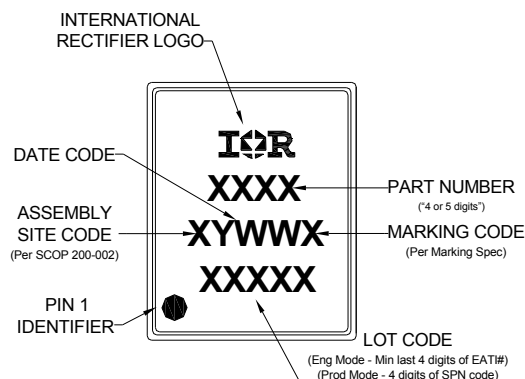 INTERNATIONAL
RECTIFIER LOGO
IOR
DATE CODE
XXXX
PART NUMBER
(“4 or 5 digits”)
ASSEMBLY
SITE CODE
(Per SCOP 200-002)
XYWWX
MARKING CODE
(Per Marking Spec)
XXXXX
PIN 1
IDENTIFIER
LOT CODE
(Eng Mode - Min last 4 digits of EATI#)
(Prod Mode - 4 digits of SPN code)